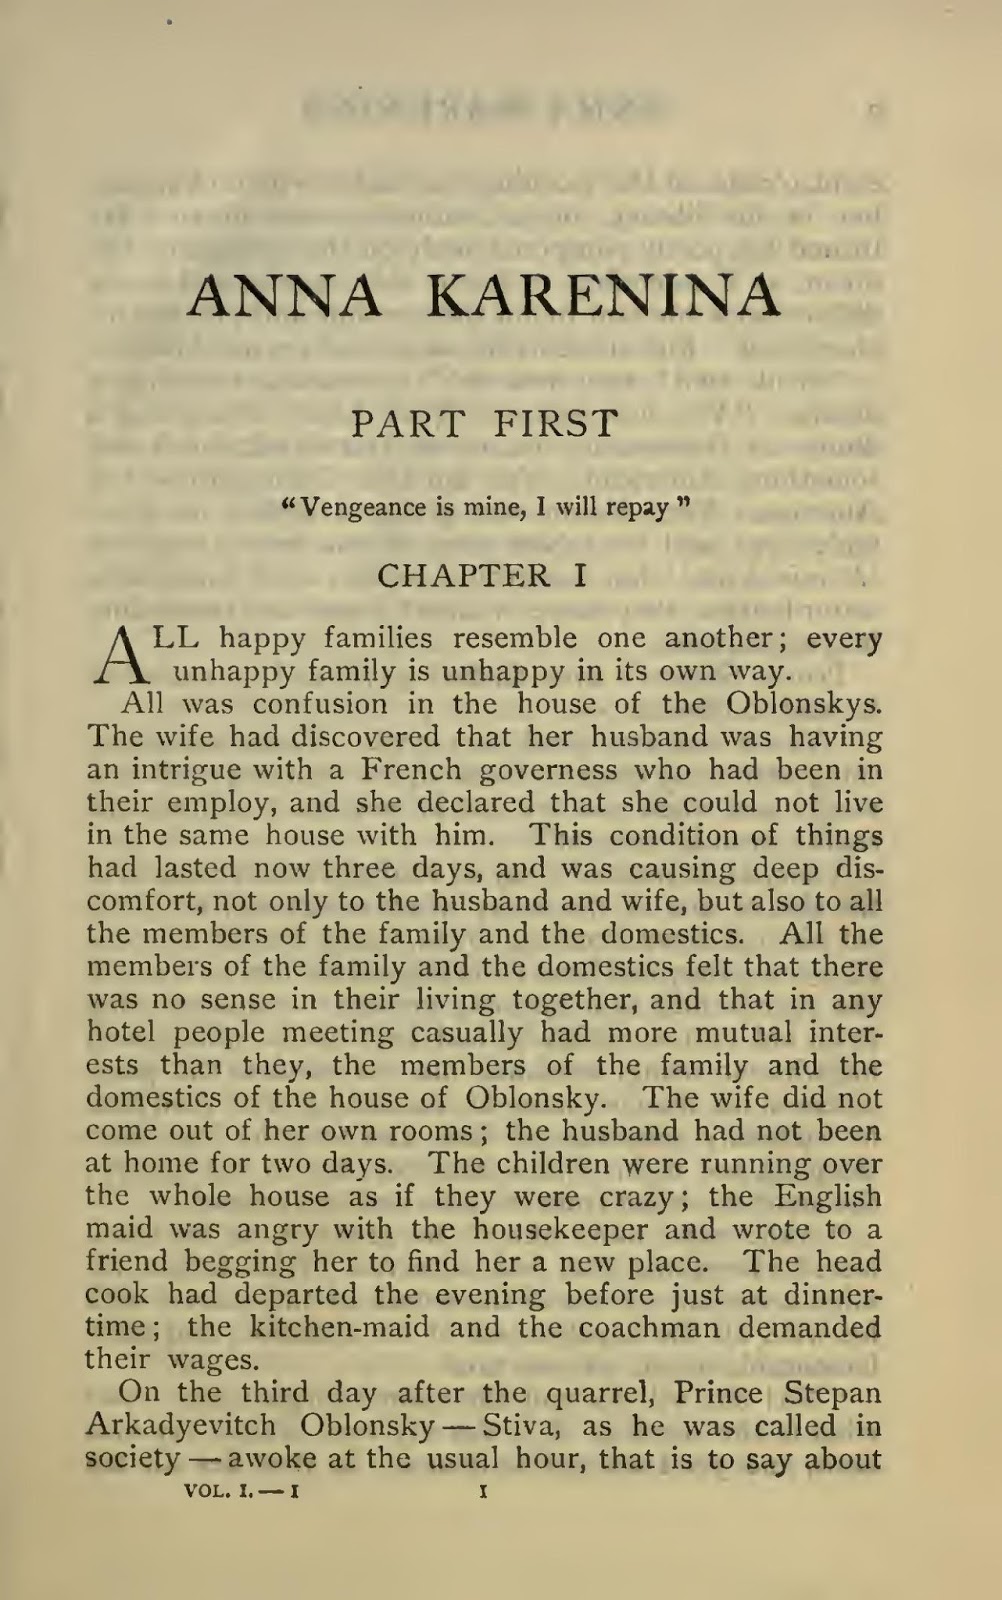 ANNA KARENINA
PART FIRST
“Vengeance is mine, I will repay”
CHAPTER I
ALL happy families resemble one another; every
unhappy family is unhappy in its own way.
All was confusion in the house of the Oblonskys.
The wife had discovered that her husband was having
an intrigue with a French governess who had been in
their employ, and she declared that she could not live
in the same house with him. This condition of things
had lasted now three days, and was causing deep dis-
comfort, not only to the husband and wife, but also to all
the members of the family and the domestics. All the
members of the family and the domestics felt that there
was no sense in their living together, and that in any
hotel people meeting casually had more mutual inter-
ests than they, the members of the family and the
domestics of the house of Oblonsky. The wife did not
come out of her own rooms; the husband had not been
at home for two days. The children were running over
the whole house as if they were crazy; the English
maid was angry with the housekeeper and wrote to a
friend begging her to find her a new place. The head
cook had departed the evening before just at dinner-
time; the kitchen-maid and the coachman demanded
their wages.
On the third day after the quarrel, Prince Stepan
Arkadyevitch Oblonsky — Stiva, as he was called in
society — awoke at the usual hour, that is to say about
VOL. I. — I 1